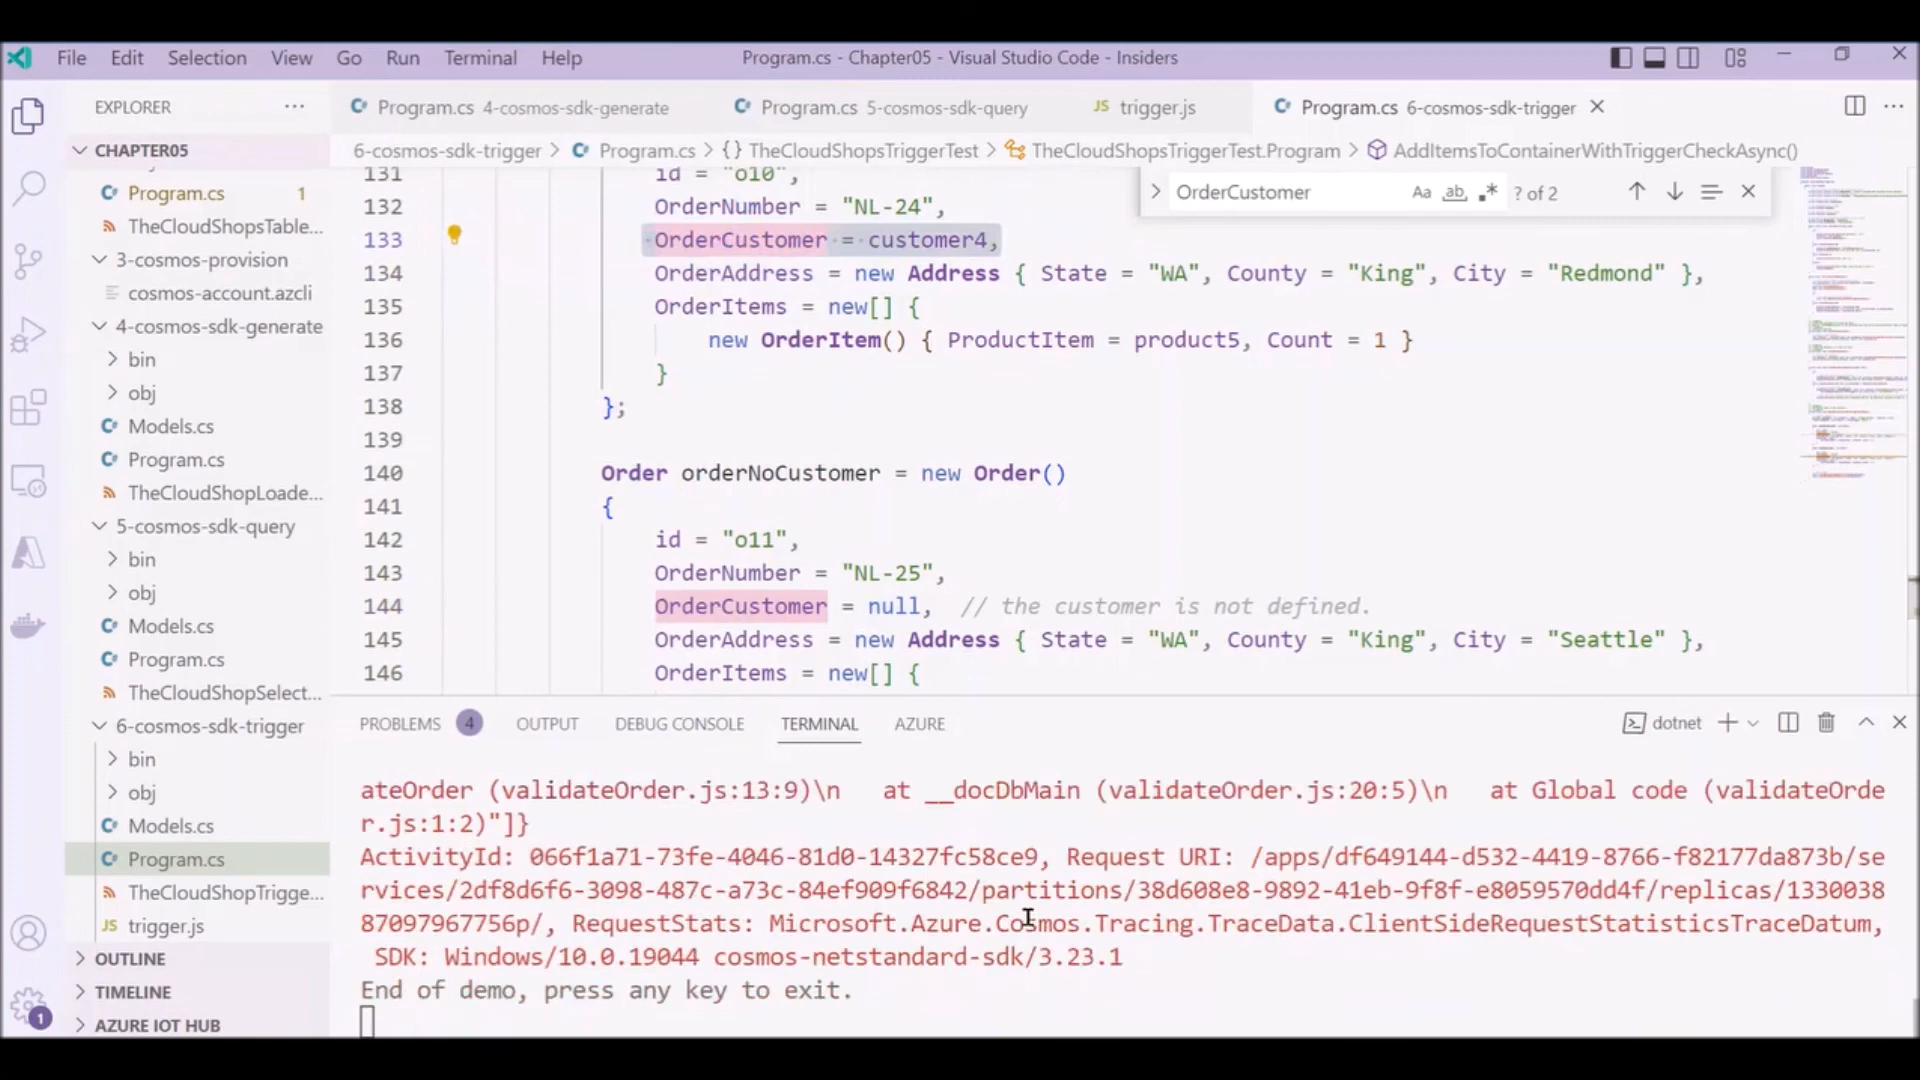 File Edit Selection View Go Run Terminal Help
Program.cs - Chapter05 - Visual Studio Code - Insiders
EXPLORER
CHAPTER05
Program.cs 1
TheCloudShopsTable...
3-cosmos-provision
cosmos-account.azcli
4-cosmos-sdk-generate
bin
obj
Models.cs
Program.cs
TheCloudShopLoade...
5-cosmos-sdk-query
bin
obj
Models.cs
Program.cs
TheCloudShopSelect...
6-cosmos-sdk-trigger
bin
obj
Models.cs
Program.cs
TheCloudShopTrigge...
JS trigger.js
OUTLINE
TIMELINE
AZURE IOT HUB
1
Program.cs 4-cosmos-sdk-generate Program.cs 5-cosmos-sdk-query JS trigger.js Program.cs 6-cosmos-sdk-trigger
6-cosmos-sdk-trigger > Program.cs > {} TheCloudShopsTriggerTest > TheCloudShopsTriggerTest.Program > AddItemsToContainerWithTriggerCheckAsync()
OrderCustomer Aa ab ? of 2
131 id = "o10",
132 OrderNumber = "NL-24",
133 OrderCustomer = customer4,
134 OrderAddress = new Address { State = "WA", County = "King", City = "Redmond" },
135 OrderItems = new[] {
136 new OrderItem() { ProductItem = product5, Count = 1 }
137 }
138 };
139
140 Order orderNoCustomer = new Order()
141 {
142 id = "o11",
143 OrderNumber = "NL-25",
144 OrderCustomer = null, // the customer is not defined.
145 OrderAddress = new Address { State = "WA", County = "King", City = "Seattle" },
146 OrderItems = new[] {
PROBLEMS 4 OUTPUT DEBUG CONSOLE TERMINAL AZURE
dotnet
ateOrder (validateOrder.js:13:9)\n at __docDbMain (validateOrder.js:20:5)\n at Global code (validateOrde
r.js:1:2)"]}
ActivityId: 066f1a71-73fe-4046-81d0-14327fc58ce9, Request URI: /apps/df649144-d532-4419-8766-f82177da873b/se
rvices/2df8d6f6-3098-487c-a73c-84ef909f6842/partitions/38d608e8-9892-41eb-9f8f-e8059570dd4f/replicas/1330038
87097967756p/, RequestStats: Microsoft.Azure.Cosmos.Tracing.TraceData.ClientSideRequestStatisticsTraceDatum,
SDK: Windows/10.0.19044 cosmos-netstandard-sdk/3.23.1
End of demo, press any key to exit.